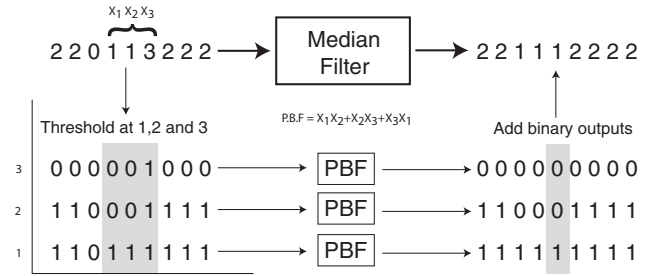 X₁ X₂ X₃
2 2 0 1 1 3 2 2 2
Median
Filter
2 2 1 1 1 2 2 2 2
P.B.F = X₁X₂+X₂X₃+X₃X₁
Threshold at 1,2 and 3
Add binary outputs
3 0 0 0 0 0 1 0 0 0 PBF 0 0 0 0 0 0 0 0 0
2 1 1 0 0 0 1 1 1 1 PBF 1 1 0 0 0 1 1 1 1
1 1 1 0 1 1 1 1 1 1 PBF 1 1 1 1 1 1 1 1 1